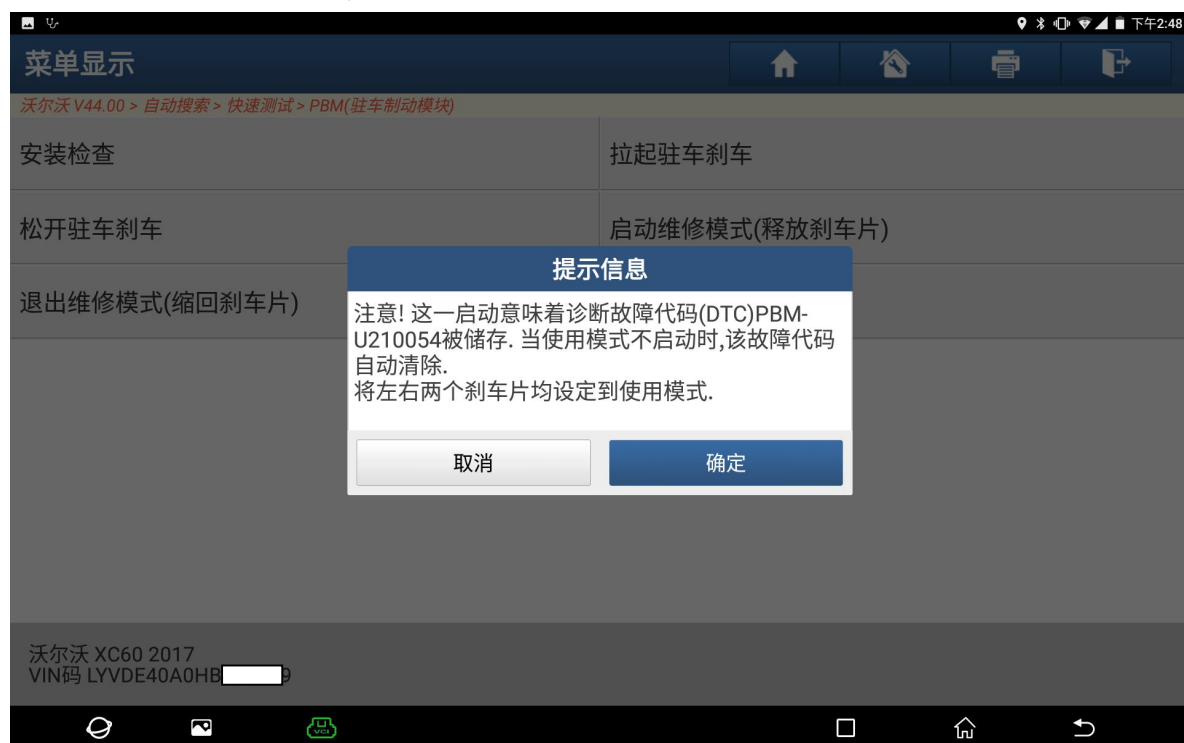 下午2:48
菜单显示
沃尔沃 V44.00 > 自动搜索 > 快速测试 > PBM(驻车制动模块)
安装检查
拉起驻车刹车
松开驻车刹车
启动维修模式(释放刹车片)
退出维修模式(缩回刹车片)
提示信息
注意! 这一启动意味着诊断故障代码(DTC)PBM-
U210054被储存. 当使用模式不启动时,该故障代码
自动清除.
将左右两个刹车片均设定到使用模式.
取消
确定
沃尔沃 XC60 2017
VIN码 LYVDE40A0HB 9
VCI